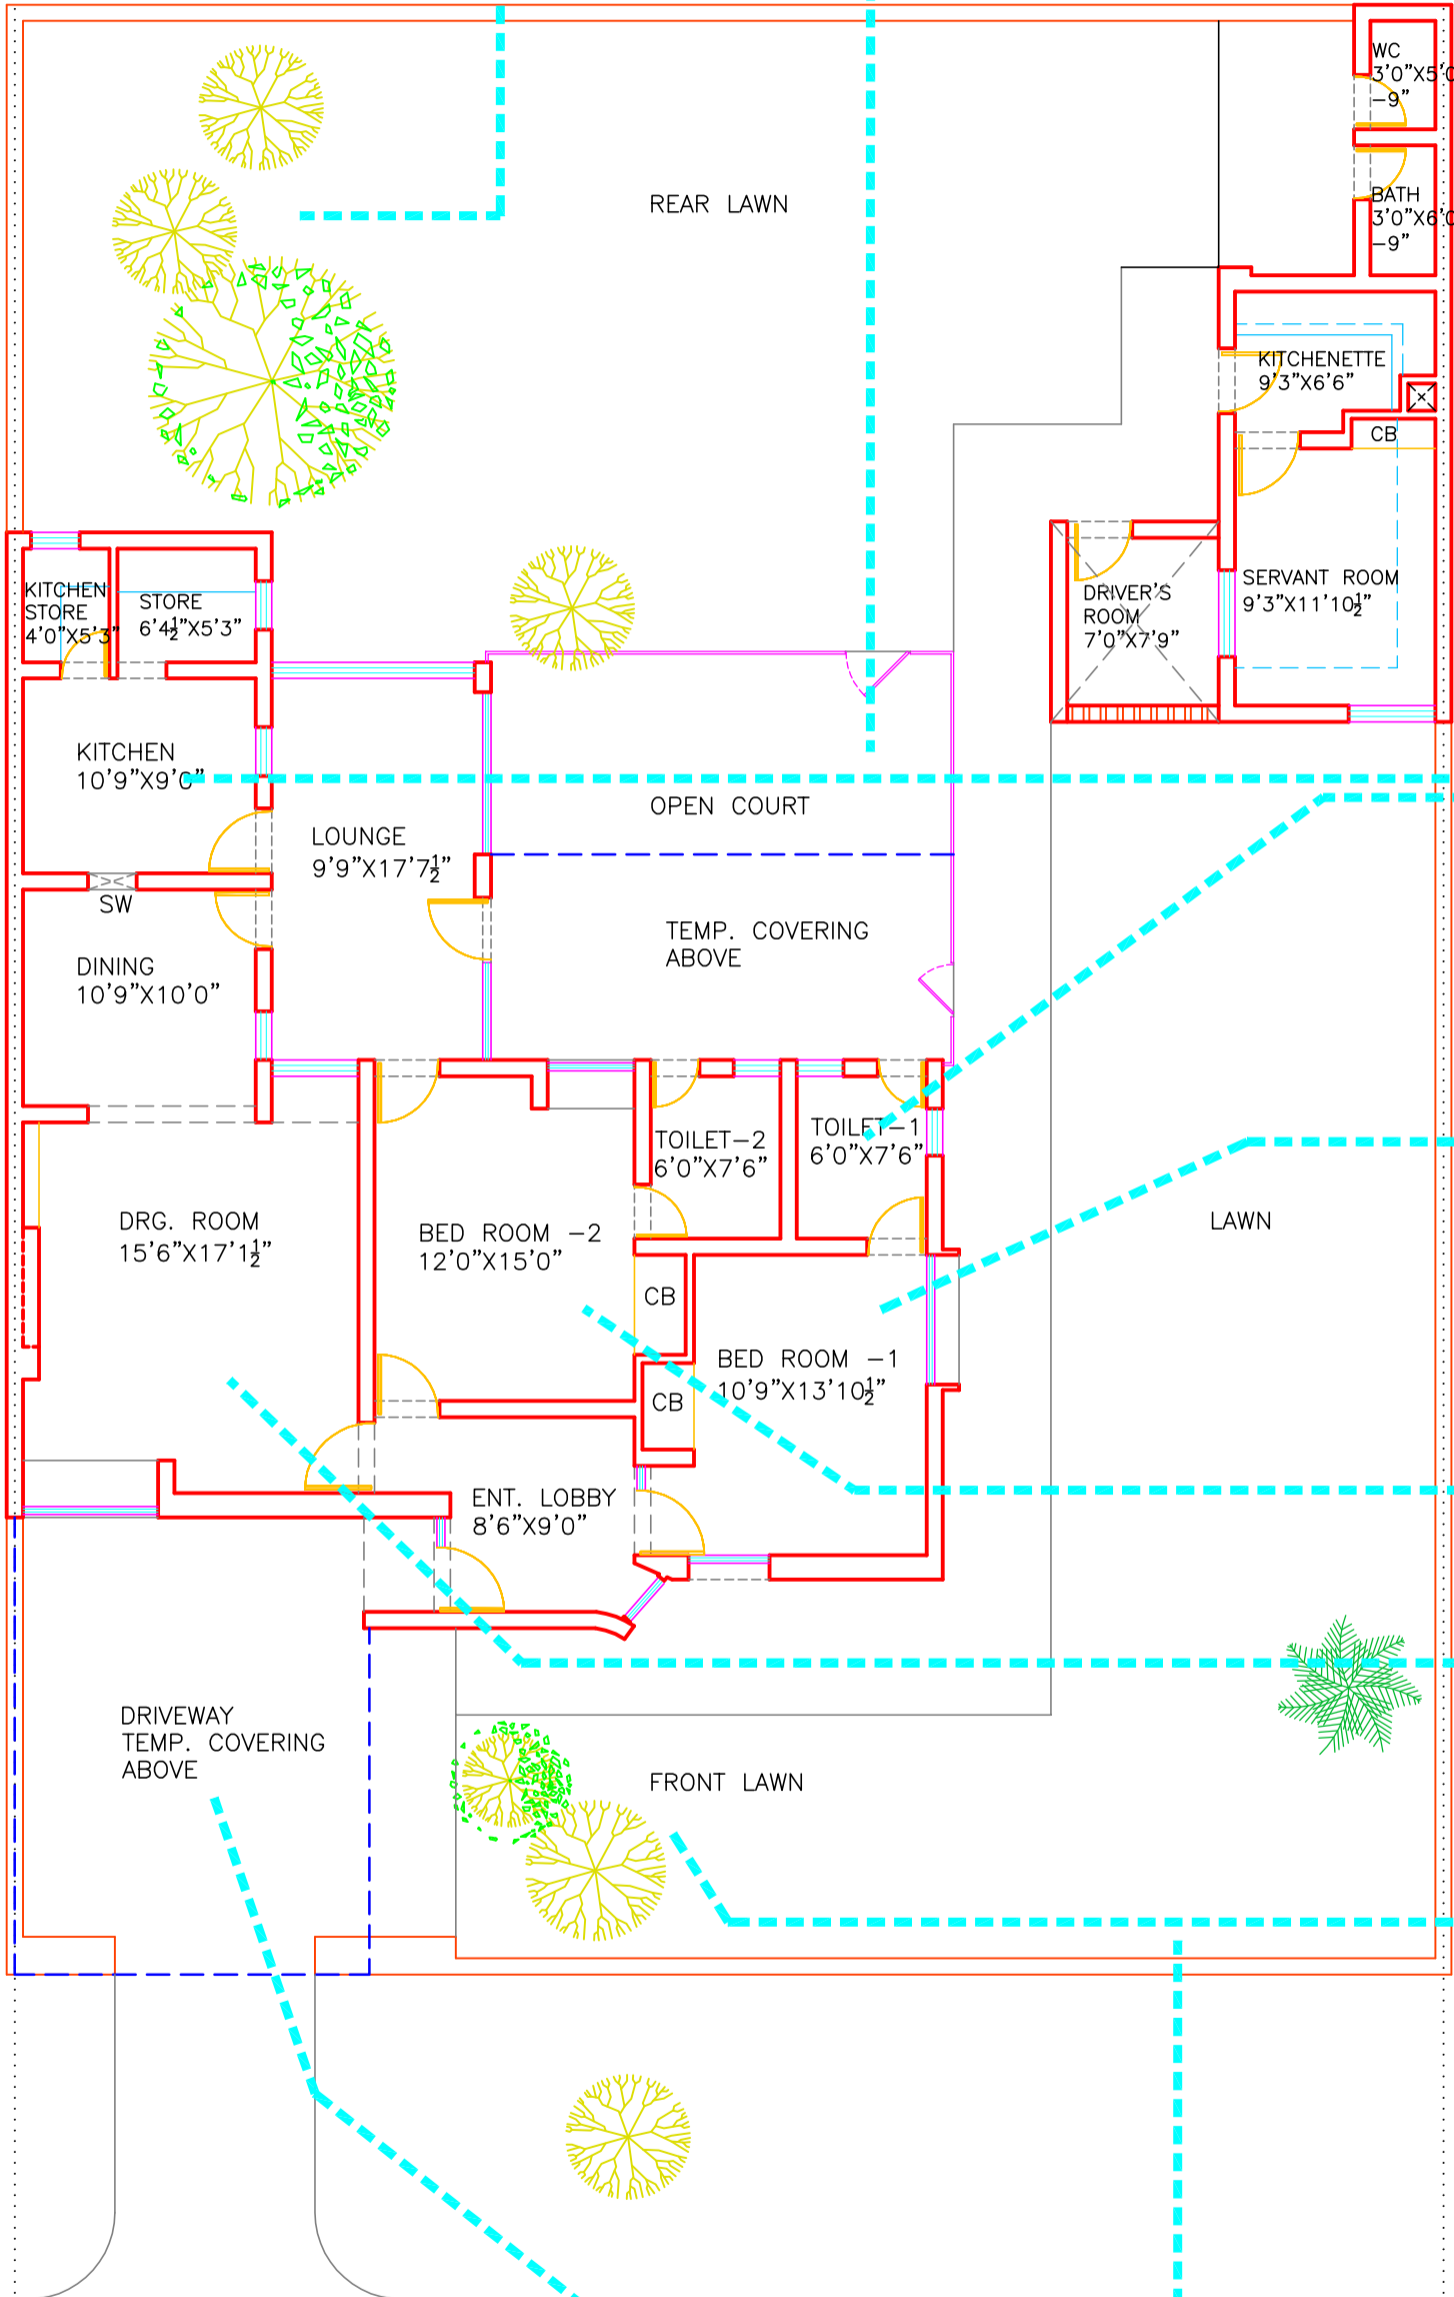 WC
3'0"X5'0
-9"
BATH
3'0"X6'0
-9"
REAR LAWN
KITCHENETTE
9'3"X6'6"
CB
SERVANT ROOM
9'3"X11'10½"
DRIVER'S
ROOM
7'0"X7'9"
KITCHEN
STORE
4'0"X5'3"
STORE
6'4½"X5'3"
KITCHEN
10'9"X9'6"
LOUNGE
9'9"X17'7½"
OPEN COURT
SW
TEMP. COVERING
ABOVE
DINING
10'9"X10'0"
TOILET-2
6'0"X7'6"
TOILET-1
6'0"X7'6"
DRG. ROOM
15'6"X17'1½"
BED ROOM -2
12'0"X15'0"
LAWN
CB
BED ROOM -1
10'9"X13'10½"
CB
ENT. LOBBY
8'6"X9'0"
DRIVEWAY
TEMP. COVERING
ABOVE
FRONT LAWN